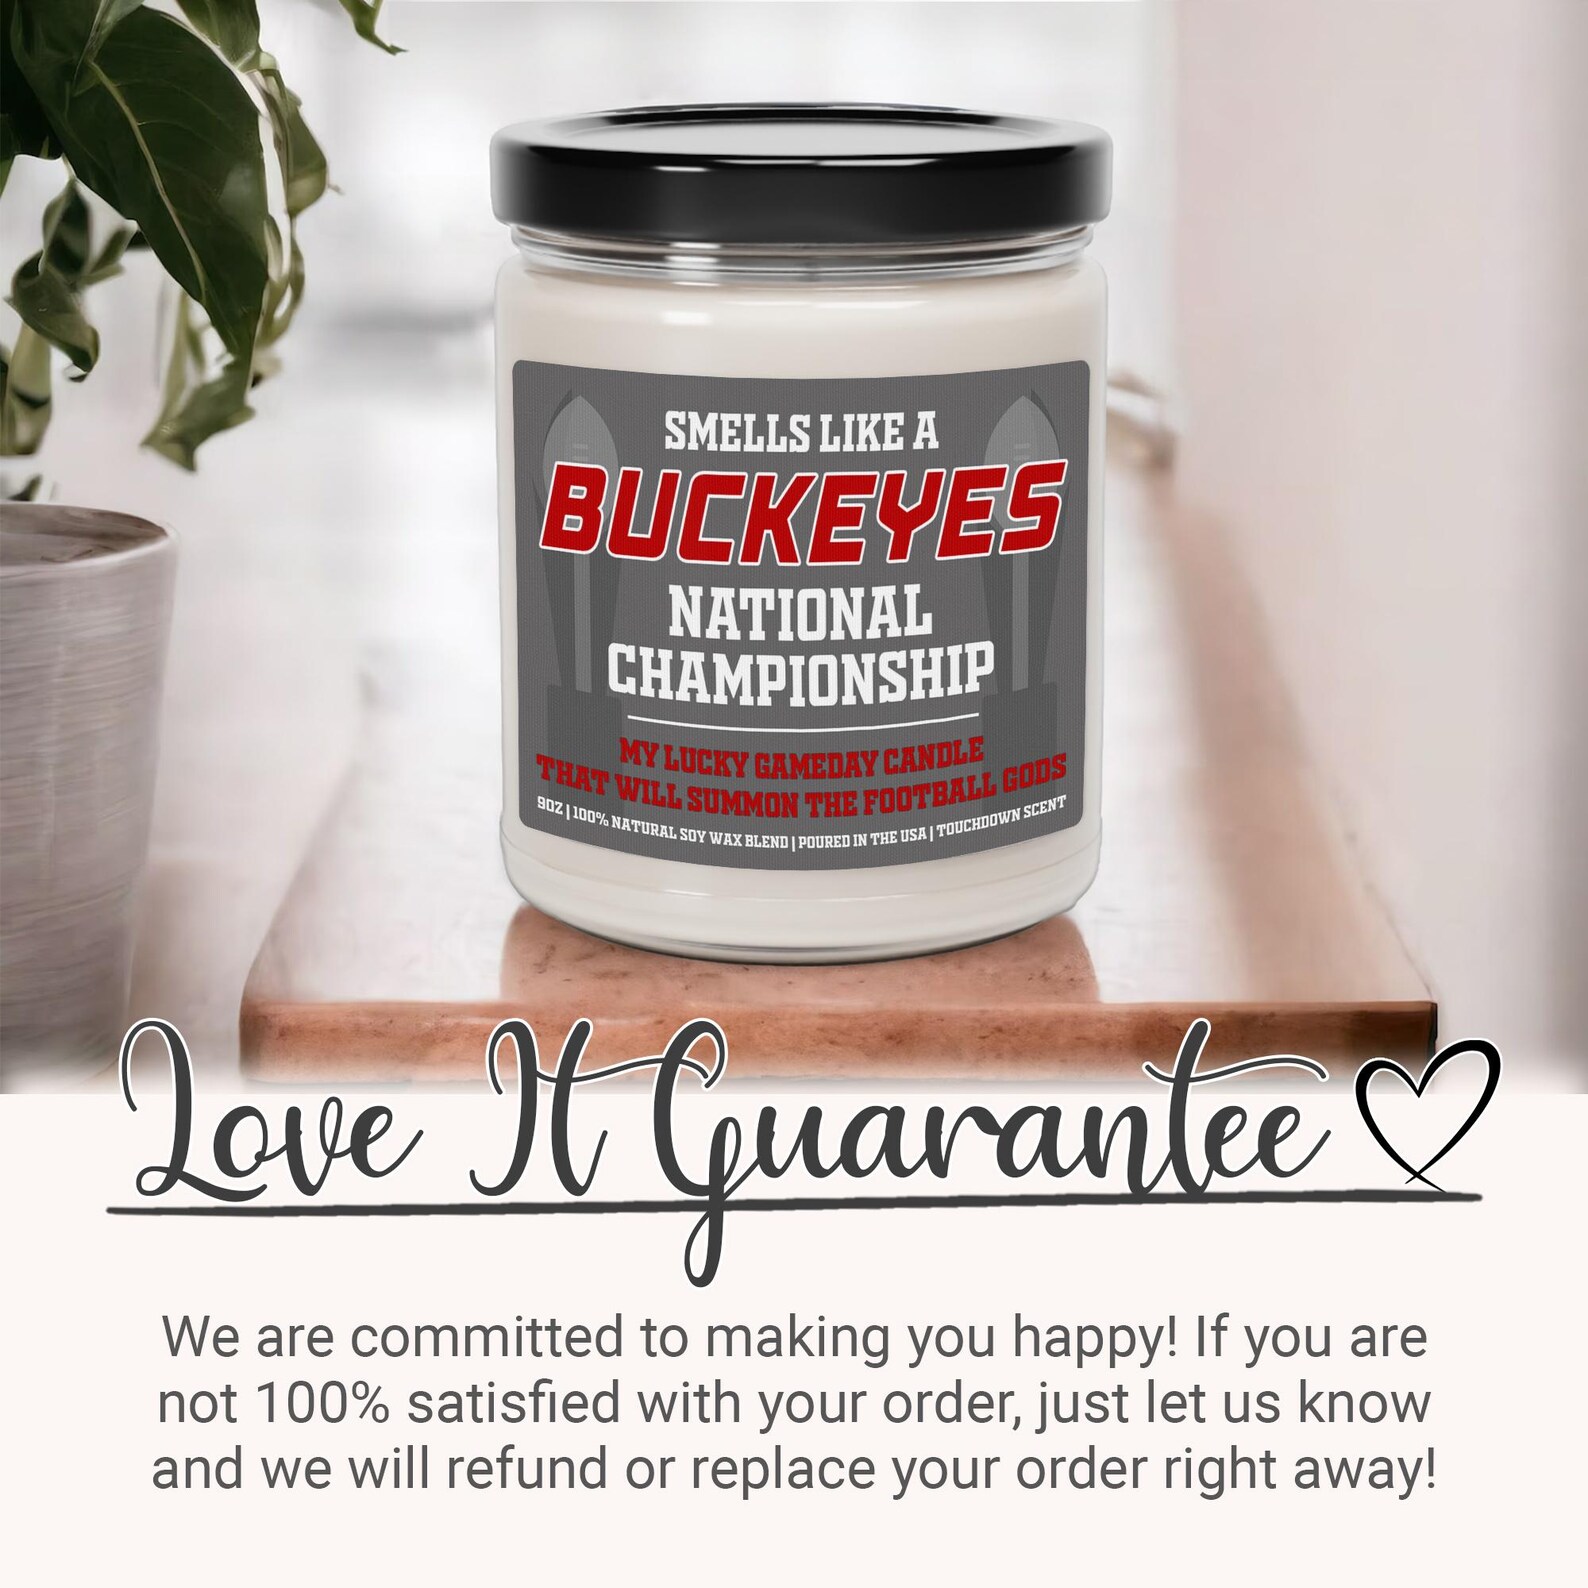 SMELLS LIKE A
BUCKEYES
NATIONAL
CHAMPIONSHIP
MY LUCKY GAMEDAY CANDLE
THAT WILL SUMMON THE FOOTBALL GODS
9OZ | 100% NATURAL SOY WAX BLEND | POURED IN THE USA | TOUCHDOWN SCENT
Love It Guarantee
We are committed to making you happy! If you are
not 100% satisfied with your order, just let us know
and we will refund or replace your order right away!